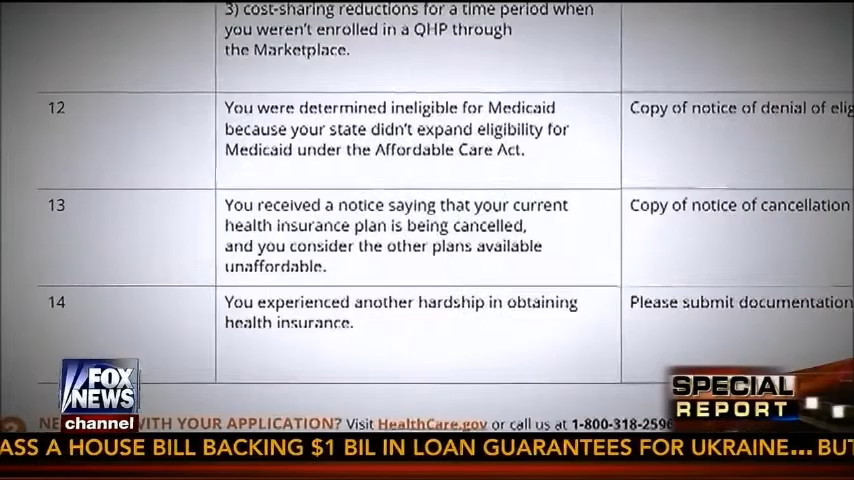 3) cost-sharing reductions for a time period when
you weren't enrolled in a QHP through
the Marketplace.
12
You were determined ineligible for Medicaid
because your state didn't expand eligibility for
Medicaid under the Affordable Care Act.
Copy of notice of denial of elig
13
You received a notice saying that your current
health insurance plan is being cancelled,
and you consider the other plans available
unaffordable.
Copy of notice of cancellation
14
You experienced another hardship in obtaining
health insurance.
Please submit documentation
FOX
NEWS
channel
SPECIAL
REPORT
NE WITH YOUR APPLICATION? Visit HealthCare.gov or call us at 1-800-318-2596
ASS A HOUSE BILL BACKING $1 BIL IN LOAN GUARANTEES FOR UKRAINE... BUT